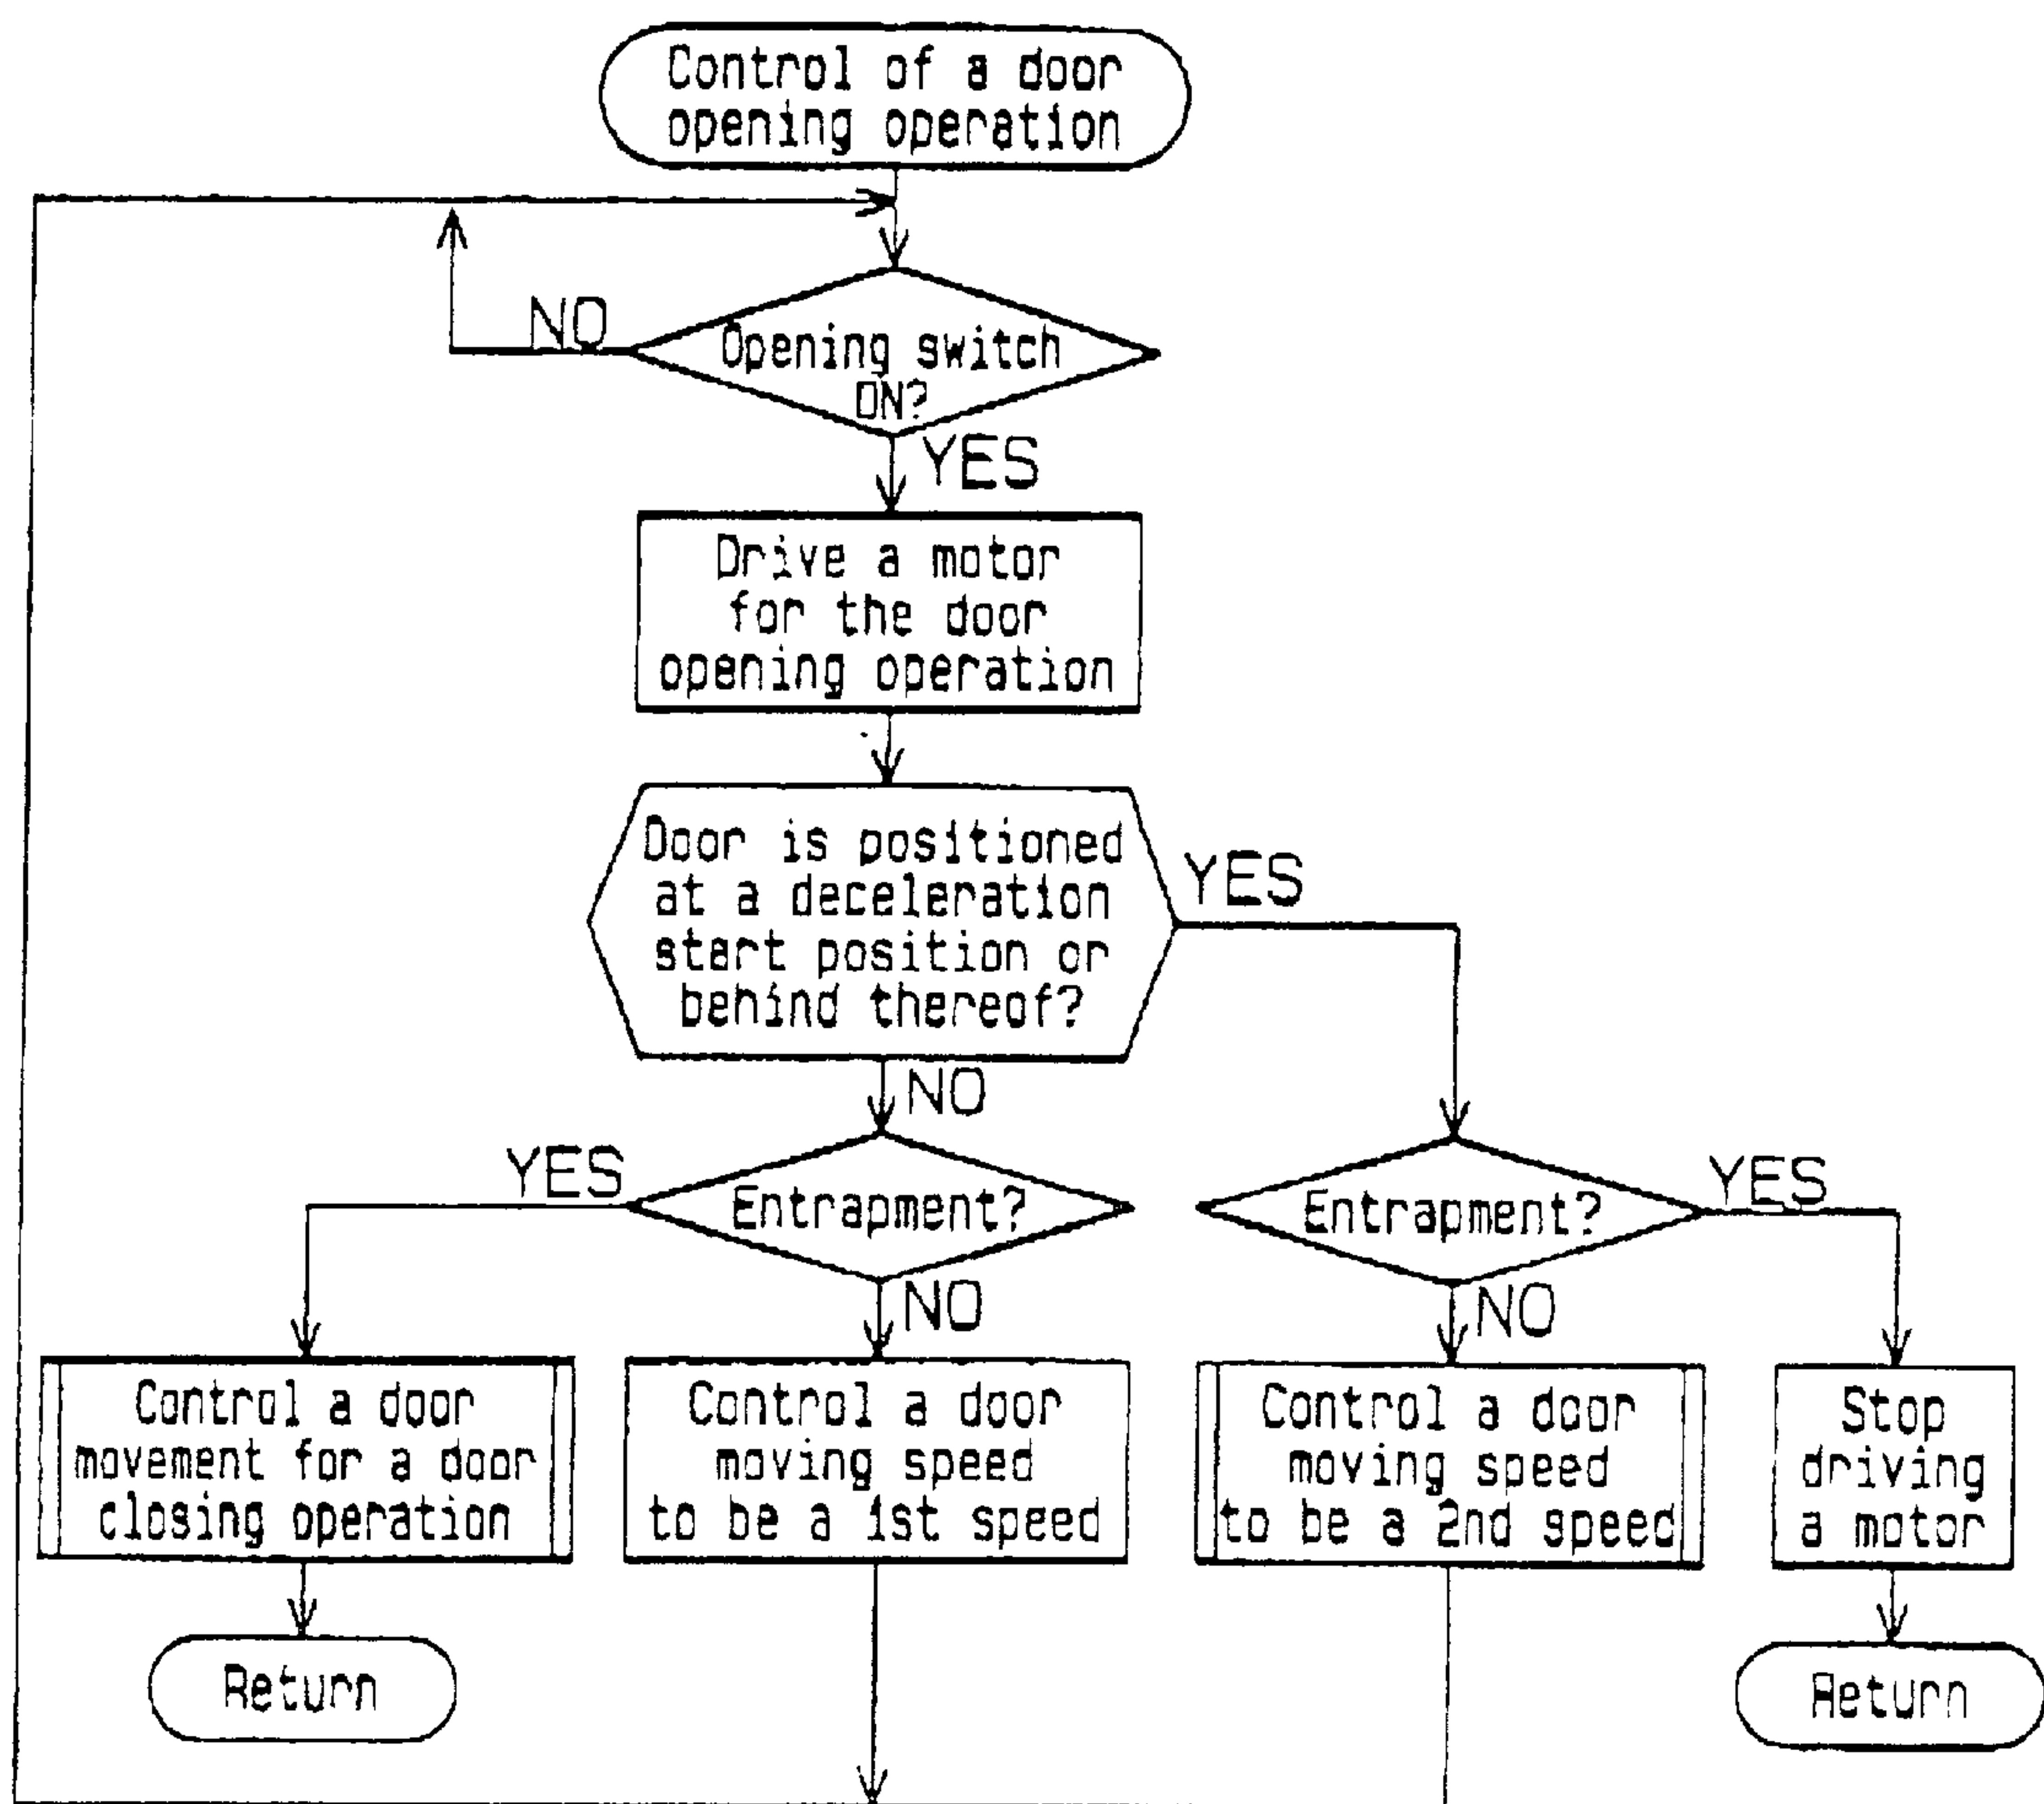 Control of a door
opening operation
NO
Opening switch
ON?
YES
Drive a motor
for the door
opening operation
Door is positioned
at a deceleration
start position or
behind thereof?
YES
NO
YES
Entrapment?
NO
Entrapment?
YES
NO
Control a door
movement for a door
closing operation
Control a door
moving speed
to be a 1st speed
Control a door
moving speed
to be a 2nd speed
Stop
driving
a motor
Return
Return